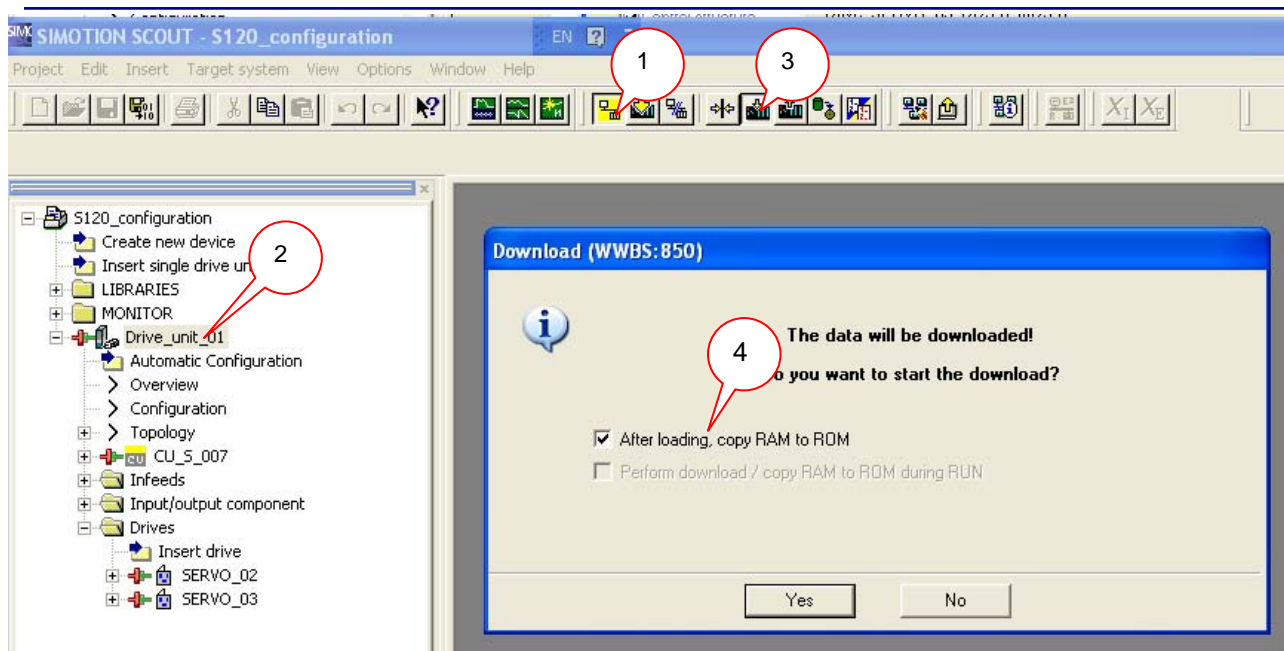 SIMOTION SCOUT - S120_configuration
EN
Project Edit Insert Target system View Options Window Help
1
3
S120_configuration
Create new device
Insert single drive un
2
LIBRARIES
MONITOR
Drive_unit_01
Automatic Configuration
Overview
Configuration
Topology
CU_S_007
Infeeds
Input/output component
Drives
Insert drive
SERVO_02
SERVO_03
Download (WWBS:850)
The data will be downloaded!
o you want to start the download?
4
After loading, copy RAM to ROM
Perform download / copy RAM to ROM during RUN
Yes No